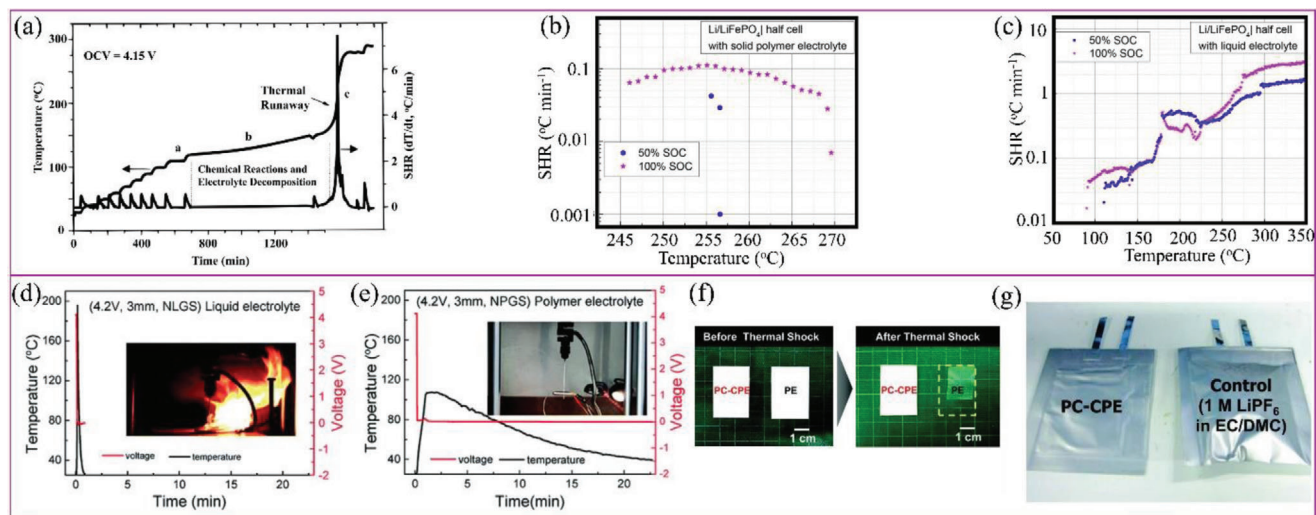 (a)
OCV = 4.15 V
Thermal
Runaway
a
b
c
Chemical Reactions and
Electrolyte Decomposition
Temperature (°C)
300
250
200
150
100
50
0
SHR (dT/dt, °C/min)
6
5
4
3
2
1
0
0 400 800 1200
Time (min)
(b)
Li/LiFePO4| half cell
with solid polymer electrolyte
50% SOC
100% SOC
SHR (°C min⁻¹)
0.1
0.01
0.001
245 250 255 260 265 270
Temperature (°C)
(c)
50% SOC
100% SOC
Li/LiFePO4| half cell
with liquid electrolyte
SHR (°C min⁻¹)
10
1
0.1
0.01
50 100 150 200 250 300 350
Temperature (°C)
(d)
(4.2V, 3mm, NLGS) Liquid electrolyte
Temperature (°C)
200
160
120
80
40
voltage
temperature
Voltage (V)
5
4
3
2
1
0
-1
-2
0 5 10 15 20
Time (min)
(e)
(4.2V, 3mm, NPGS) Polymer electrolyte
Temperature (°C)
200
160
120
80
40
voltage
temperature
Voltage (V)
5
4
3
2
1
0
-1
-2
0 5 10 15 20
Time(min)
(f)
Before Thermal Shock
PC-CPE PE
1 cm
After Thermal Shock
PC-CPE PE
1 cm
(g)
PC-CPE
Control
(1 M LiPF6
in EC/DMC)